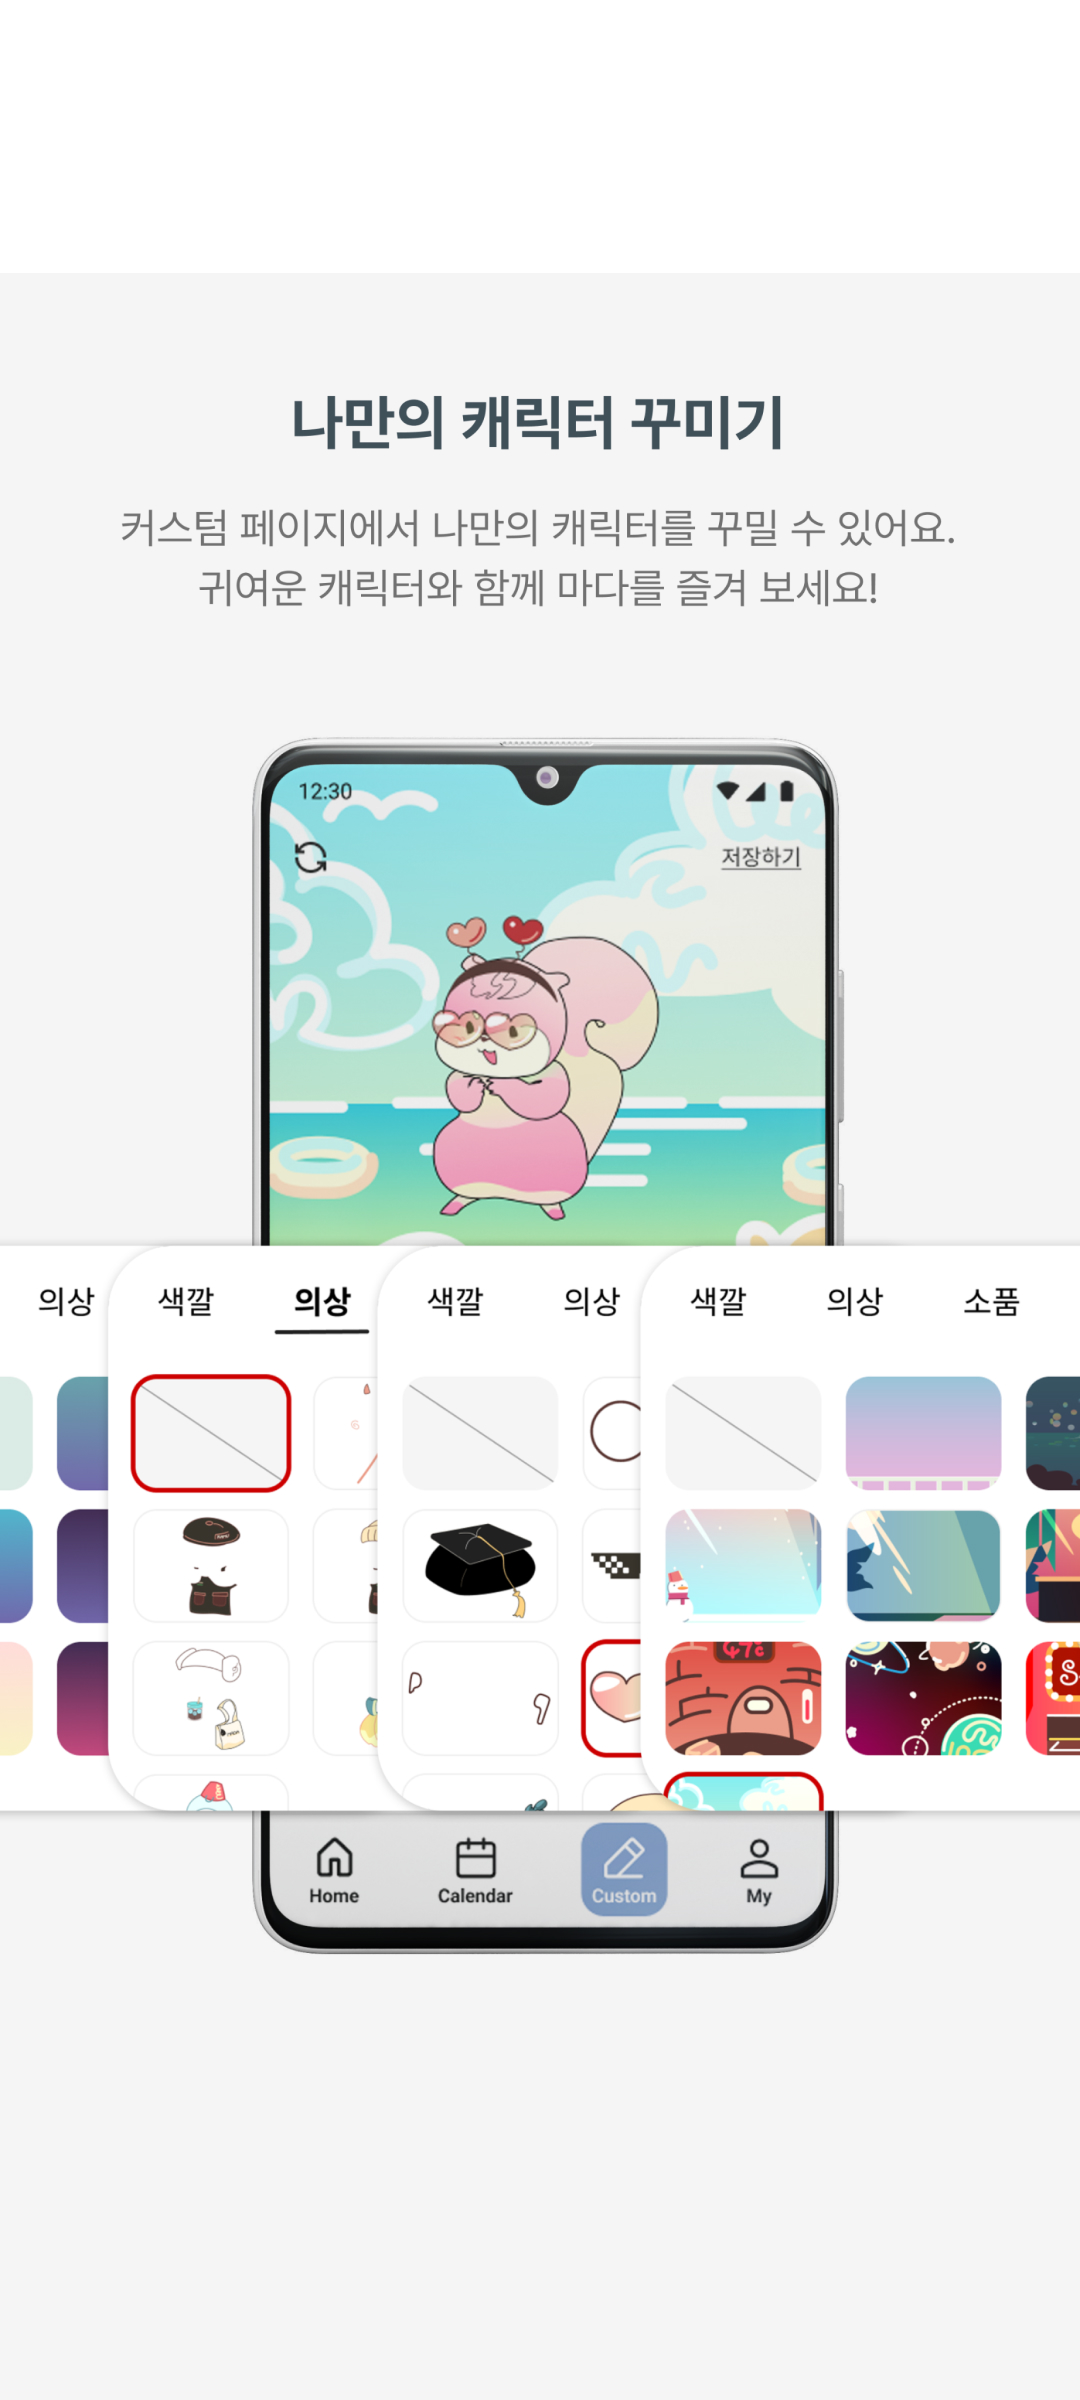 나만의 캐릭터 꾸미기
커스텀 페이지에서 나만의 캐릭터를 꾸밀 수 있어요.
귀여운 캐릭터와 함께 마다를 즐겨 보세요!
12:30
저장하기
의상
색깔
의상
색깔
의상
색깔
의상
소품
Home
Calendar
Custom
My